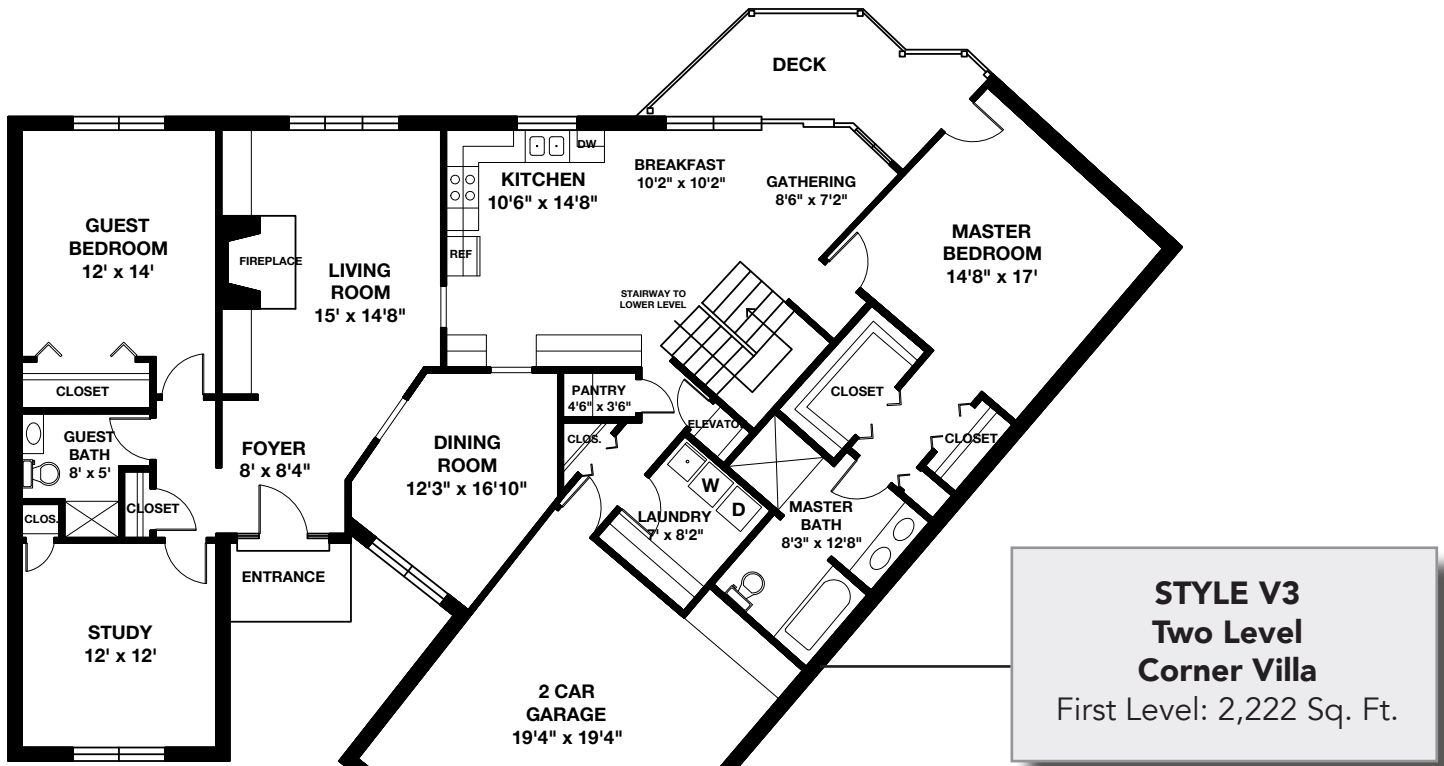 DECK
GUEST
BEDROOM
12' x 14'
FIREPLACE
LIVING
ROOM
15' x 14'8"
KITCHEN
10'6" x 14'8"
DW
REF
BREAKFAST
10'2" x 10'2"
GATHERING
8'6" x 7'2"
MASTER
BEDROOM
14'8" x 17'
STAIRWAY TO
LOWER LEVEL
CLOSET
GUEST
BATH
8' x 5'
CLOS.
CLOSET
FOYER
8' x 8'4"
DINING
ROOM
12'3" x 16'10"
PANTRY
4'6" x 3'6"
CLOS.
ELEVATOR
CLOSET
CLOSET
W
D
LAUNDRY
7' x 8'2"
MASTER
BATH
8'3" x 12'8"
ENTRANCE
STUDY
12' x 12'
2 CAR
GARAGE
19'4" x 19'4"
STYLE V3
Two Level
Corner Villa
First Level: 2,222 Sq. Ft.